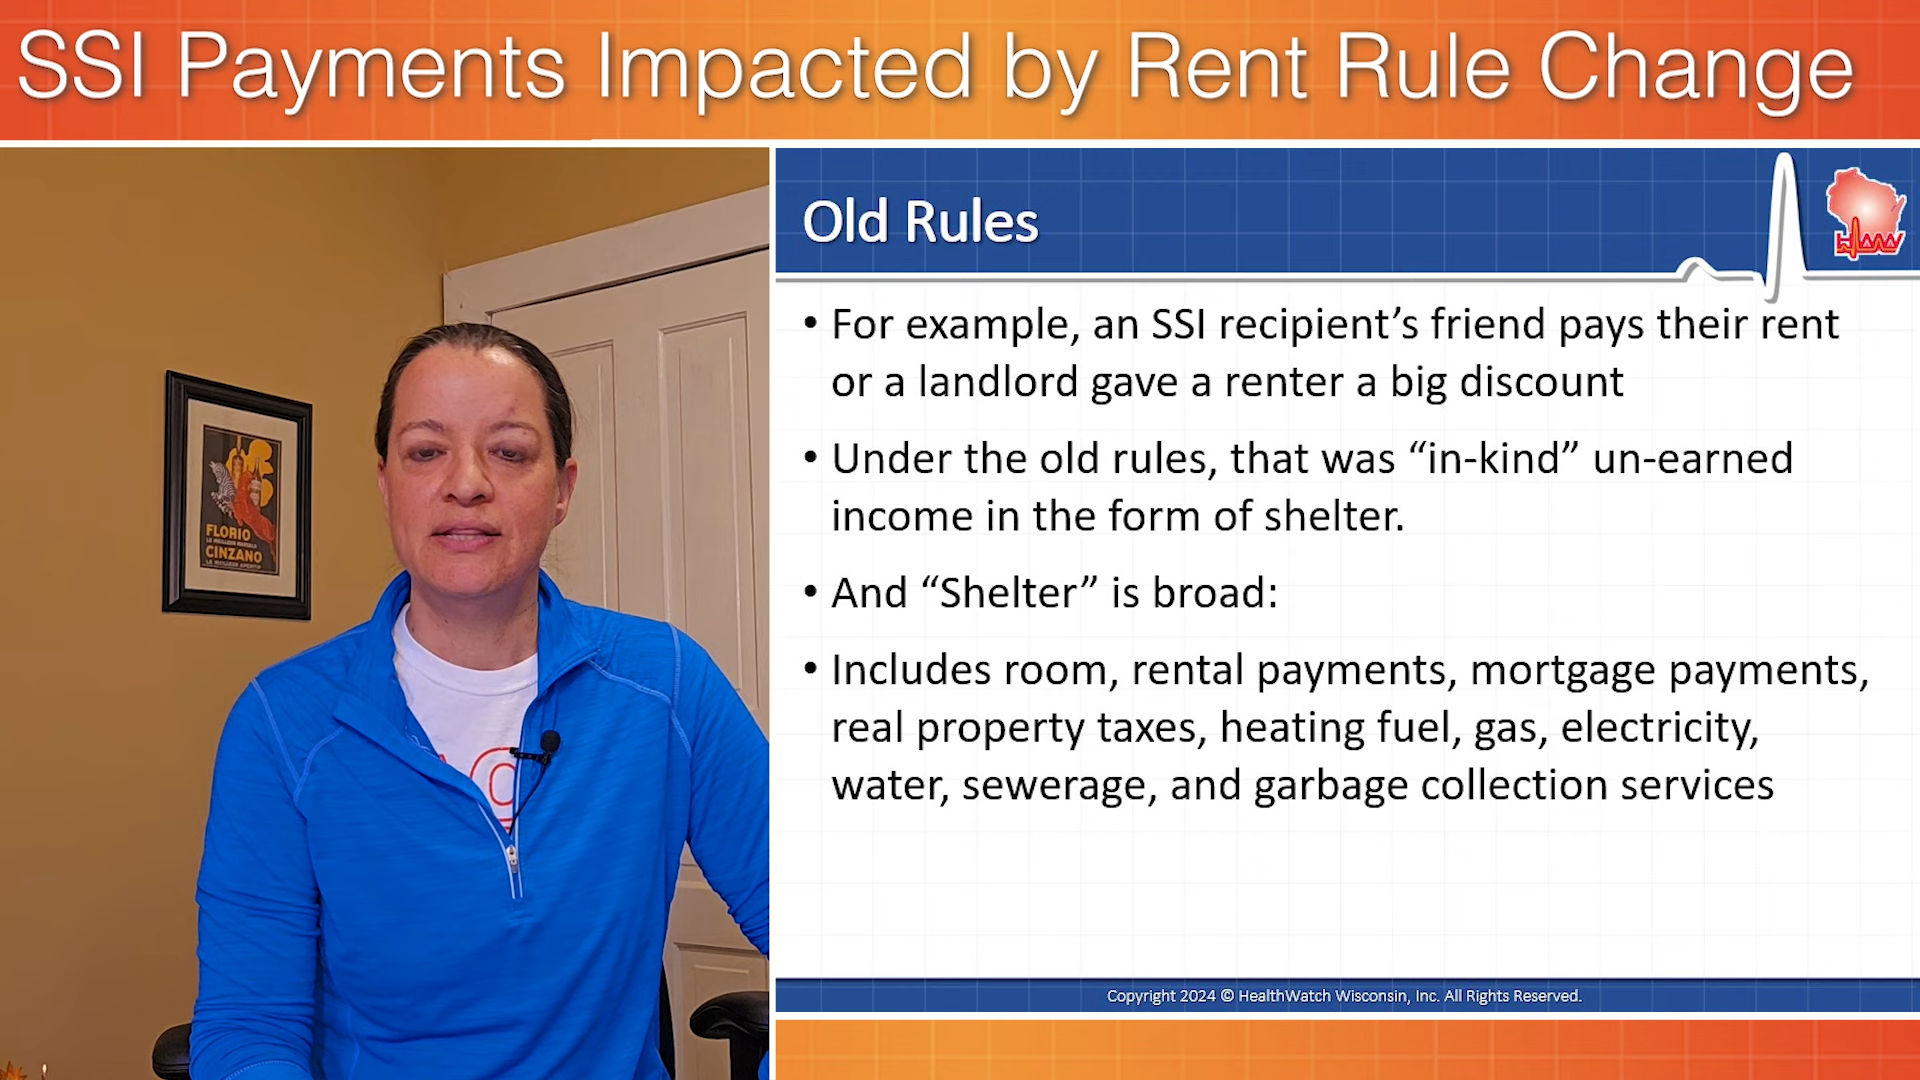 SSI Payments Impacted by Rent Rule Change
FLORIO
CINZANO
Old Rules
• For example, an SSI recipient’s friend pays their rent
or a landlord gave a renter a big discount
• Under the old rules, that was “in-kind” un-earned
income in the form of shelter.
• And “Shelter” is broad:
• Includes room, rental payments, mortgage payments,
real property taxes, heating fuel, gas, electricity,
water, sewerage, and garbage collection services
Copyright 2024 © HealthWatch Wisconsin, Inc. All Rights Reserved.